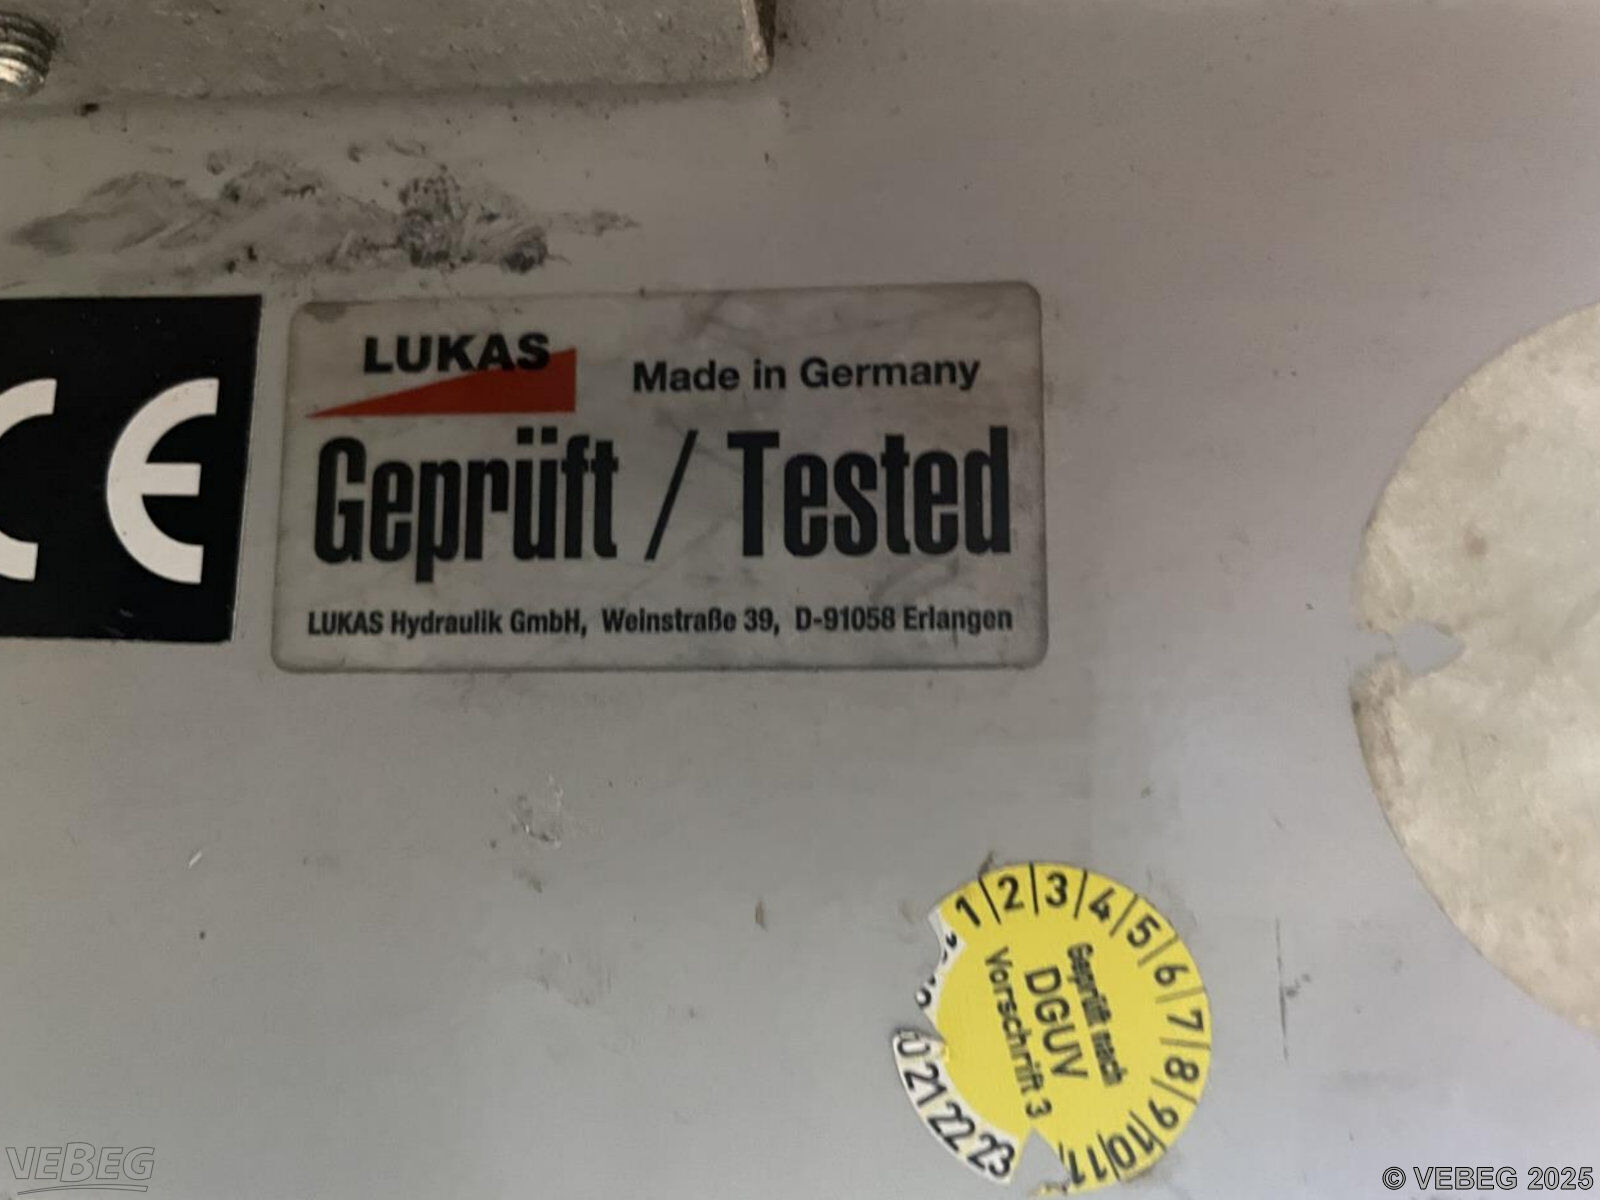 CE
LUKAS
Made in Germany
Geprüft / Tested
LUKAS Hydraulik GmbH, Weinstraße 39, D-91058 Erlangen
1 2 3 4 5 6 7 8 9 10 11
Geprüft nach
DGUV
Vorschrift 3
21 22 23
VEBEG
© VEBEG 2025